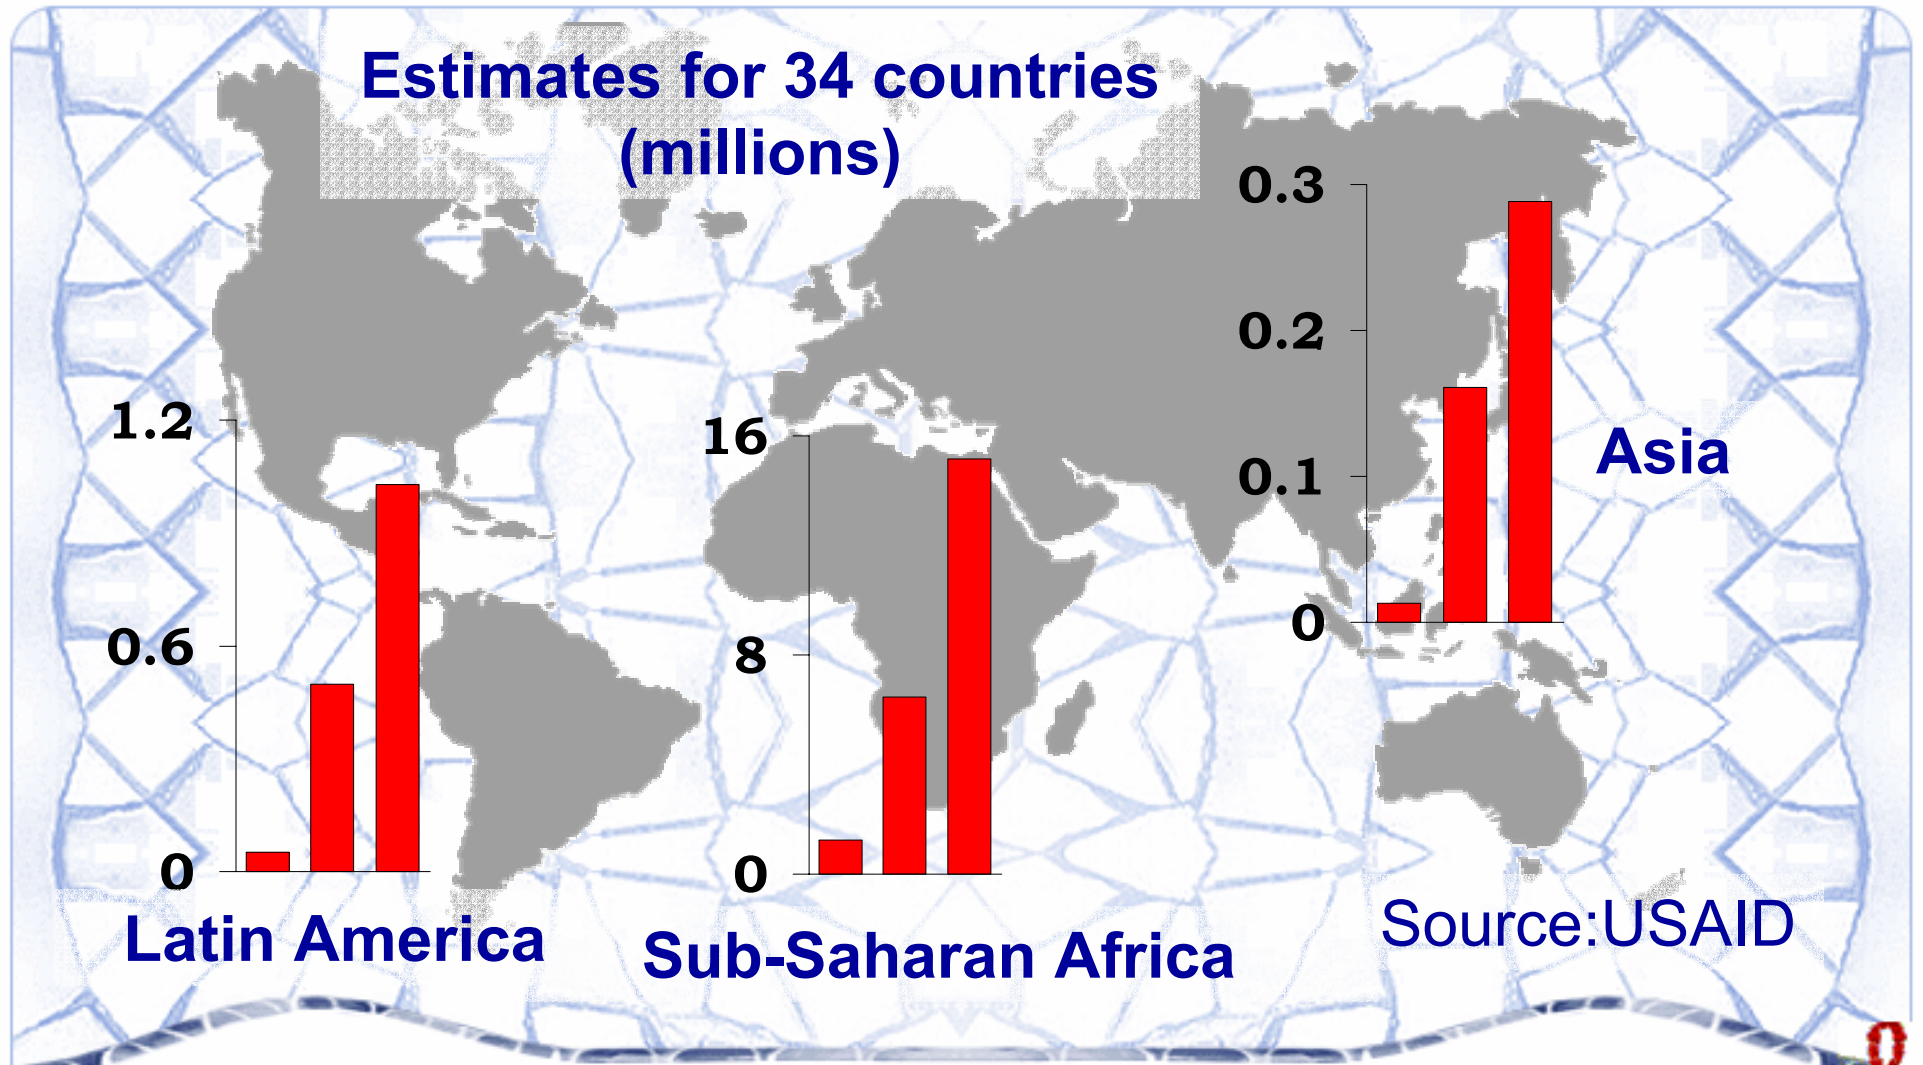 Estimates for 34 countries
(millions)
0.3
0.2
0.1
0
Asia
1.2
0.6
0
Latin America
16
8
0
Sub-Saharan Africa
Source:USAID